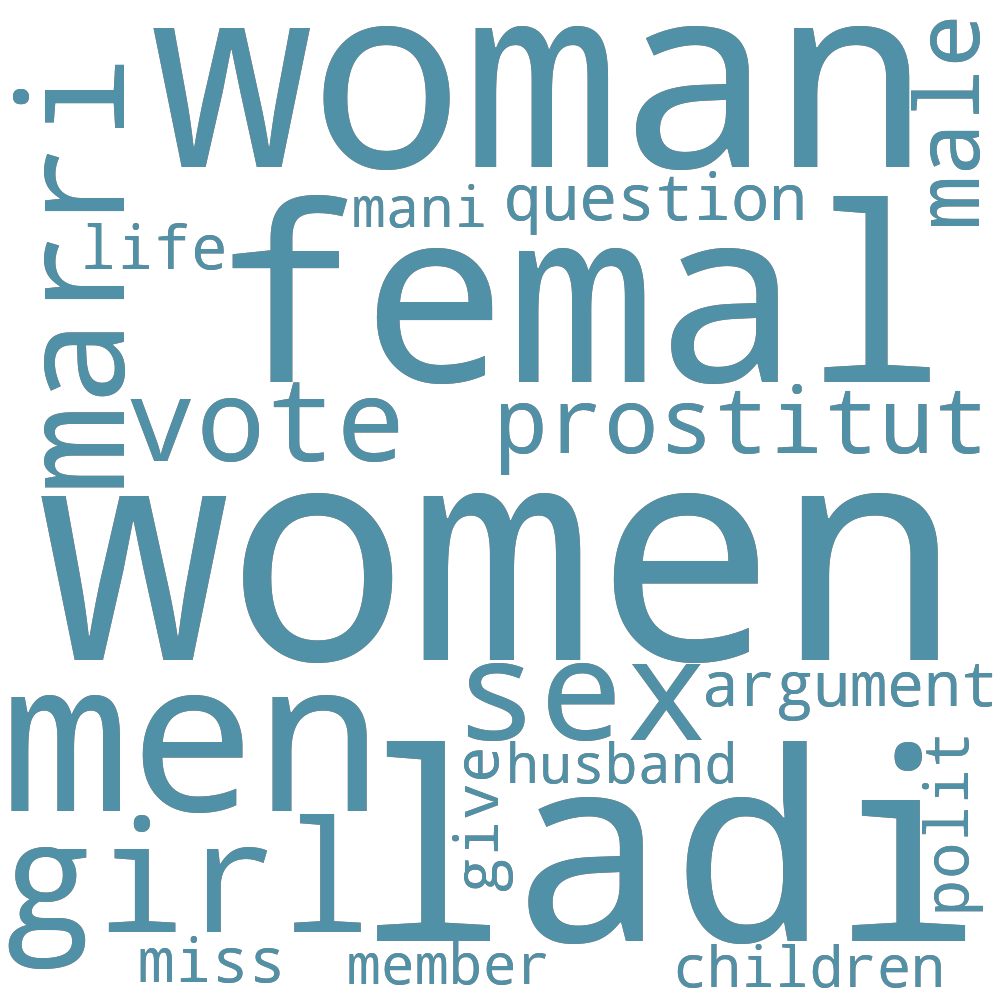 woman
male
marri
mani
question
life
femal
vote
prostitut
women
sex
argument
men
give
husband
ladi
polit
girl
miss
member
children